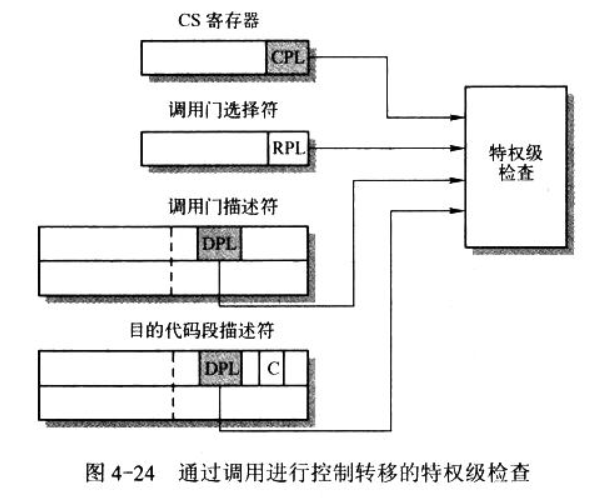 CS 寄存器
CPL
调用门选择符
RPL
特权级
检查
调用门描述符
DPL
目的代码段描述符
DPL
C
图 4-24 通过调用进行控制转移的特权级检查